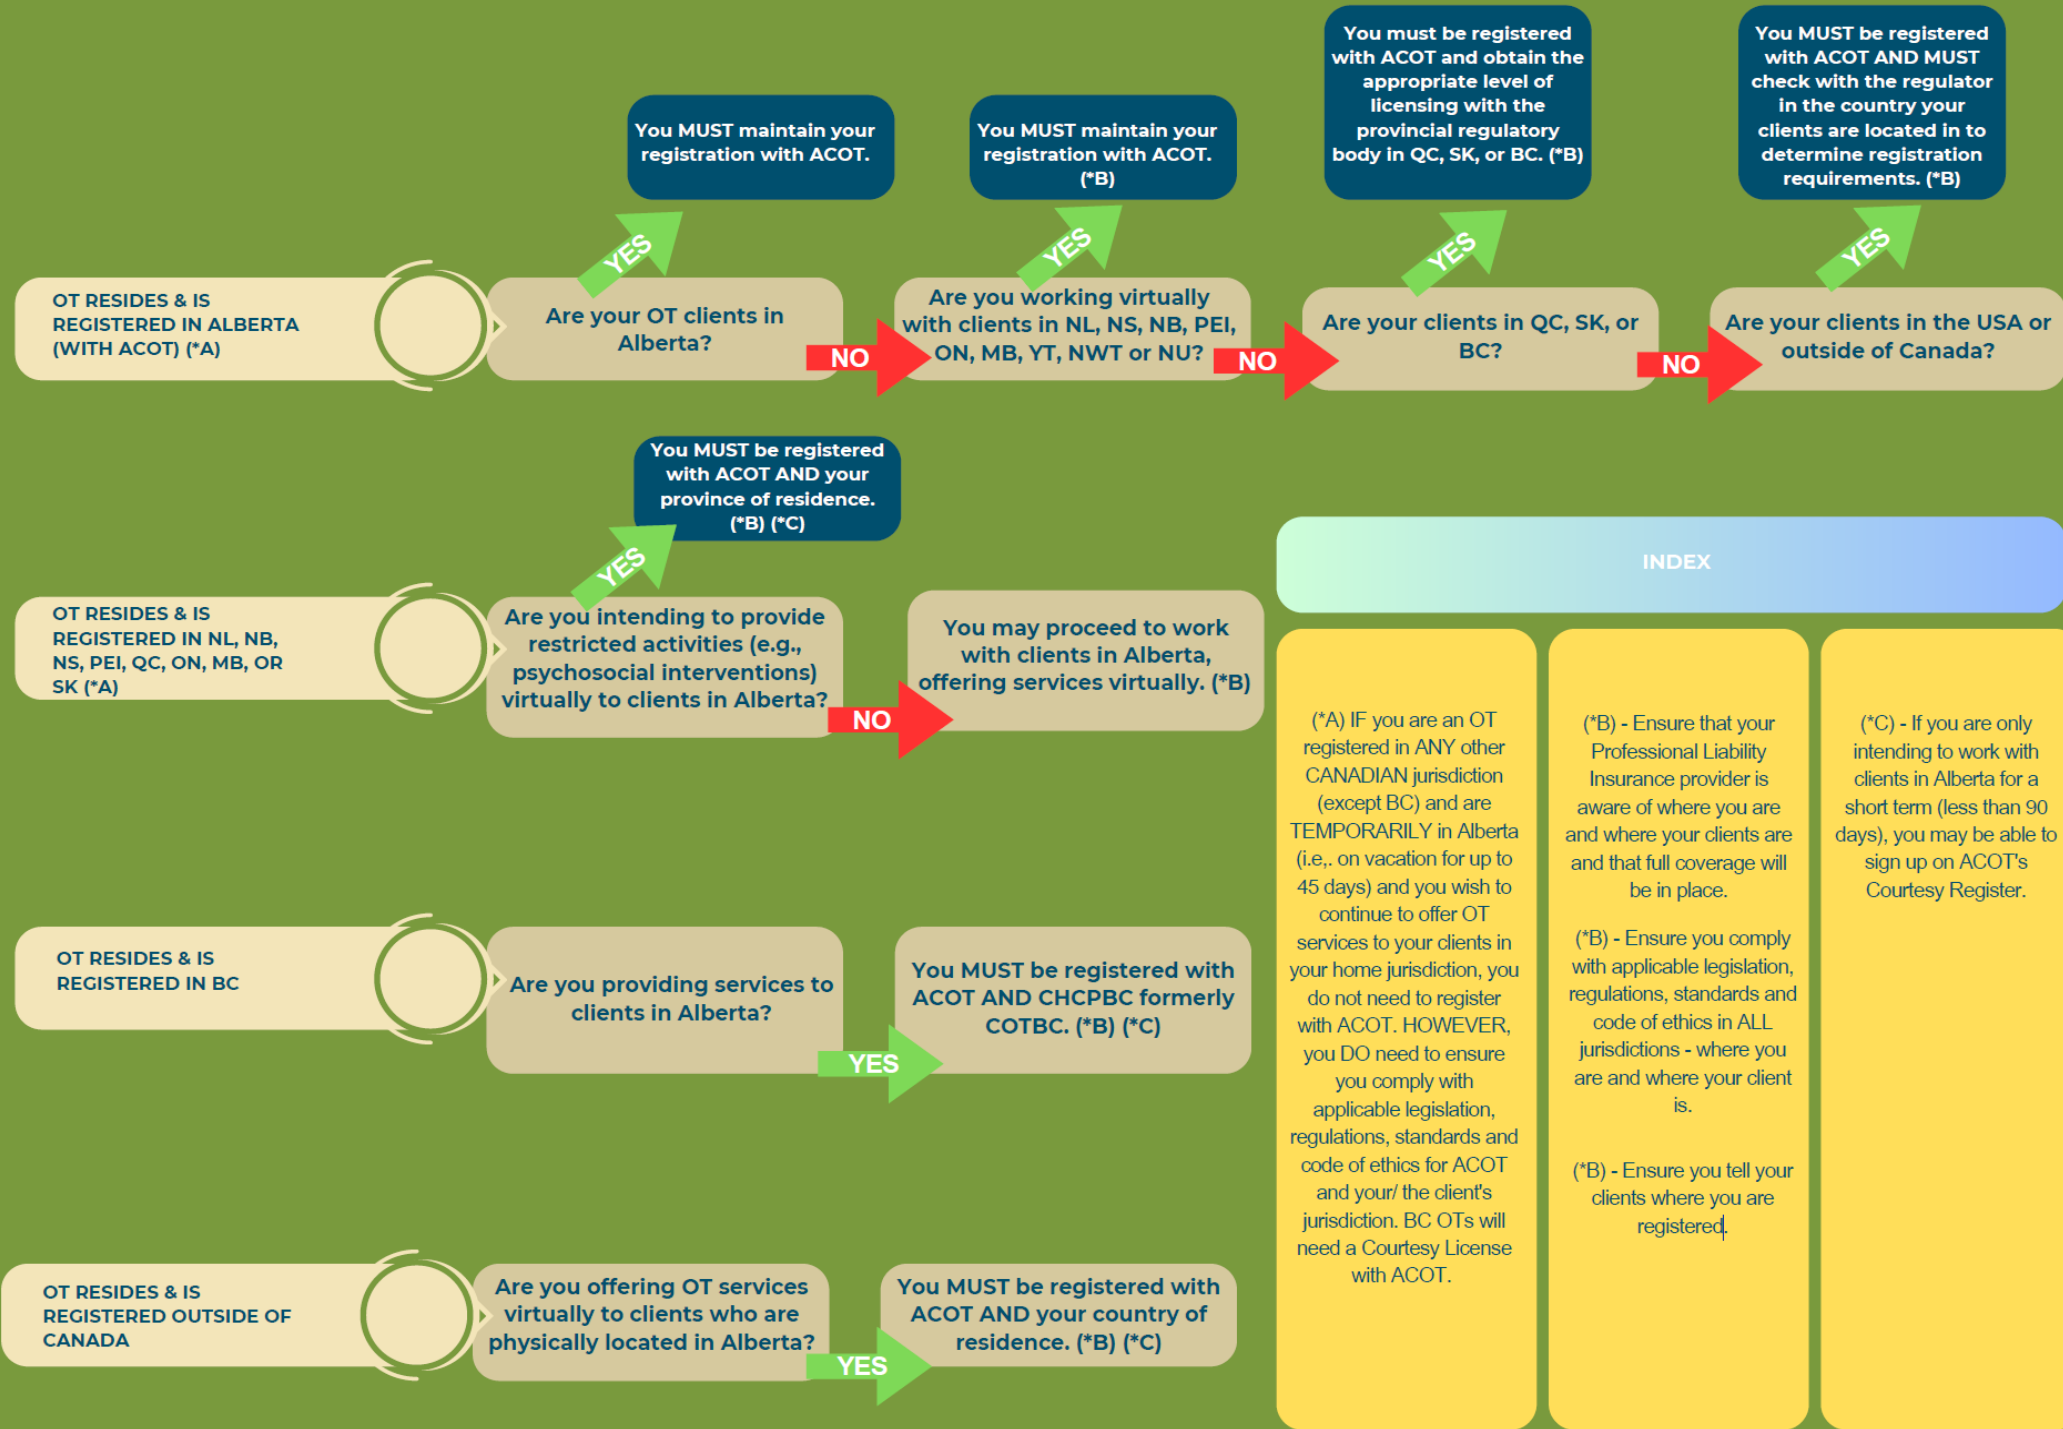 OT RESIDES & IS
REGISTERED IN ALBERTA
(WITH ACOT) (*A)
Are your OT clients in
Alberta?
YES
You MUST maintain your
registration with ACOT.
NO
Are you working virtually
with clients in NL, NS, NB, PEI,
ON, MB, YT, NWT or NU?
YES
You MUST maintain your
registration with ACOT.
(*B)
NO
Are your clients in QC, SK, or
BC?
YES
You must be registered
with ACOT and obtain the
appropriate level of
licensing with the
provincial regulatory
body in QC, SK, or BC. (*B)
NO
Are your clients in the USA or
outside of Canada?
YES
You MUST be registered
with ACOT AND MUST
check with the regulator
in the country your
clients are located in to
determine registration
requirements. (*B)
OT RESIDES & IS
REGISTERED IN NL, NB,
NS, PEI, QC, ON, MB, OR
SK (*A)
Are you intending to provide
restricted activities (e.g.,
psychosocial interventions)
virtually to clients in Alberta?
YES
You MUST be registered
with ACOT AND your
province of residence.
(*B) (*C)
NO
You may proceed to work
with clients in Alberta,
offering services virtually. (*B)
OT RESIDES & IS
REGISTERED IN BC
Are you providing services to
clients in Alberta?
YES
You MUST be registered with
ACOT AND CHCPBC formerly
COTBC. (*B) (*C)
OT RESIDES & IS
REGISTERED OUTSIDE OF
CANADA
Are you offering OT services
virtually to clients who are
physically located in Alberta?
YES
You MUST be registered with
ACOT AND your country of
residence. (*B) (*C)
INDEX
(*A) IF you are an OT
registered in ANY other
CANADIAN jurisdiction
(except BC) and are
TEMPORARILY in Alberta
(i.e,. on vacation for up to
45 days) and you wish to
continue to offer OT
services to your clients in
your home jurisdiction, you
do not need to register
with ACOT. HOWEVER,
you DO need to ensure
you comply with
applicable legislation,
regulations, standards and
code of ethics for ACOT
and your/ the client's
jurisdiction. BC OTs will
need a Courtesy License
with ACOT.
(*B) - Ensure that your
Professional Liability
Insurance provider is
aware of where you are
and where your clients are
and that full coverage will
be in place.
(*B) - Ensure you comply
with applicable legislation,
regulations, standards and
code of ethics in ALL
jurisdictions - where you
are and where your client
is.
(*B) - Ensure you tell your
clients where you are
registered.
(*C) - If you are only
intending to work with
clients in Alberta for a
short term (less than 90
days), you may be able to
sign up on ACOT's
Courtesy Register.